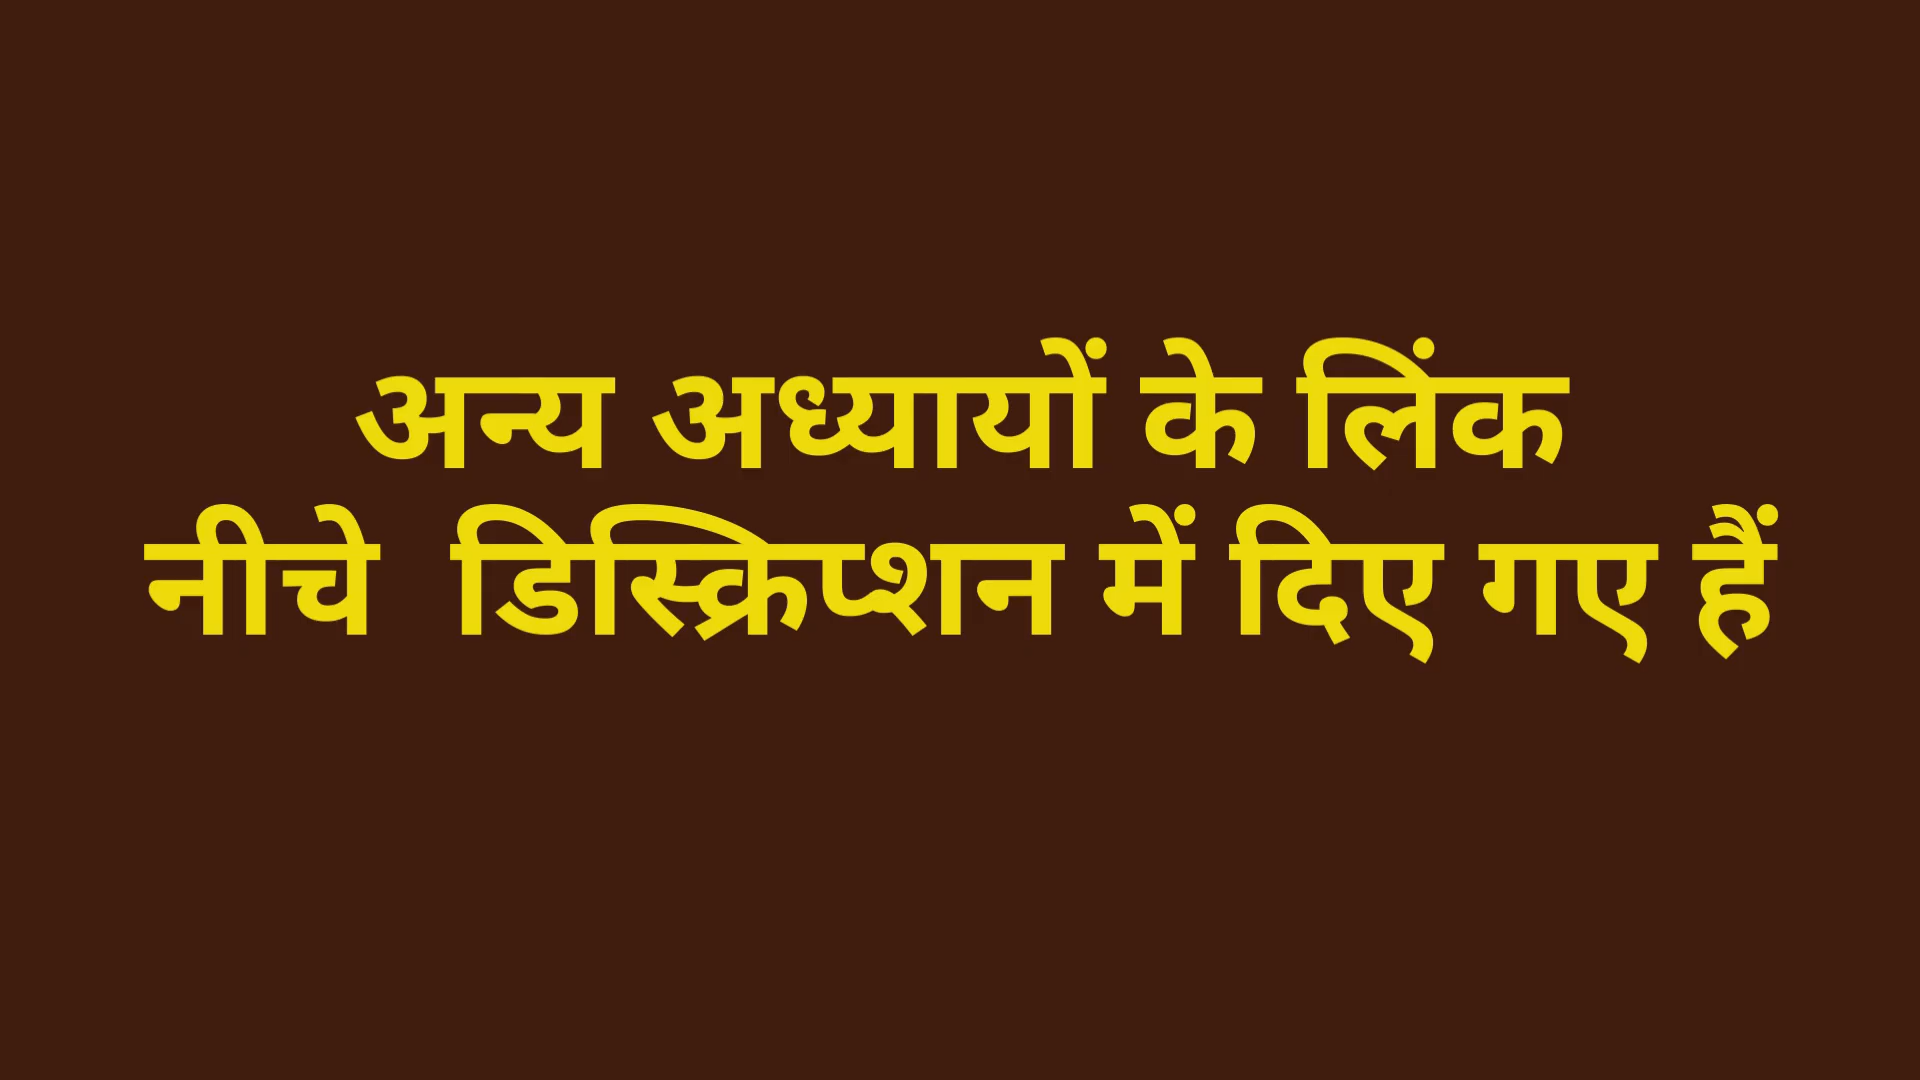 अन्य अध्यायों के लिंक
नीचे  डिस्क्रिप्शन में दिए गए हैं